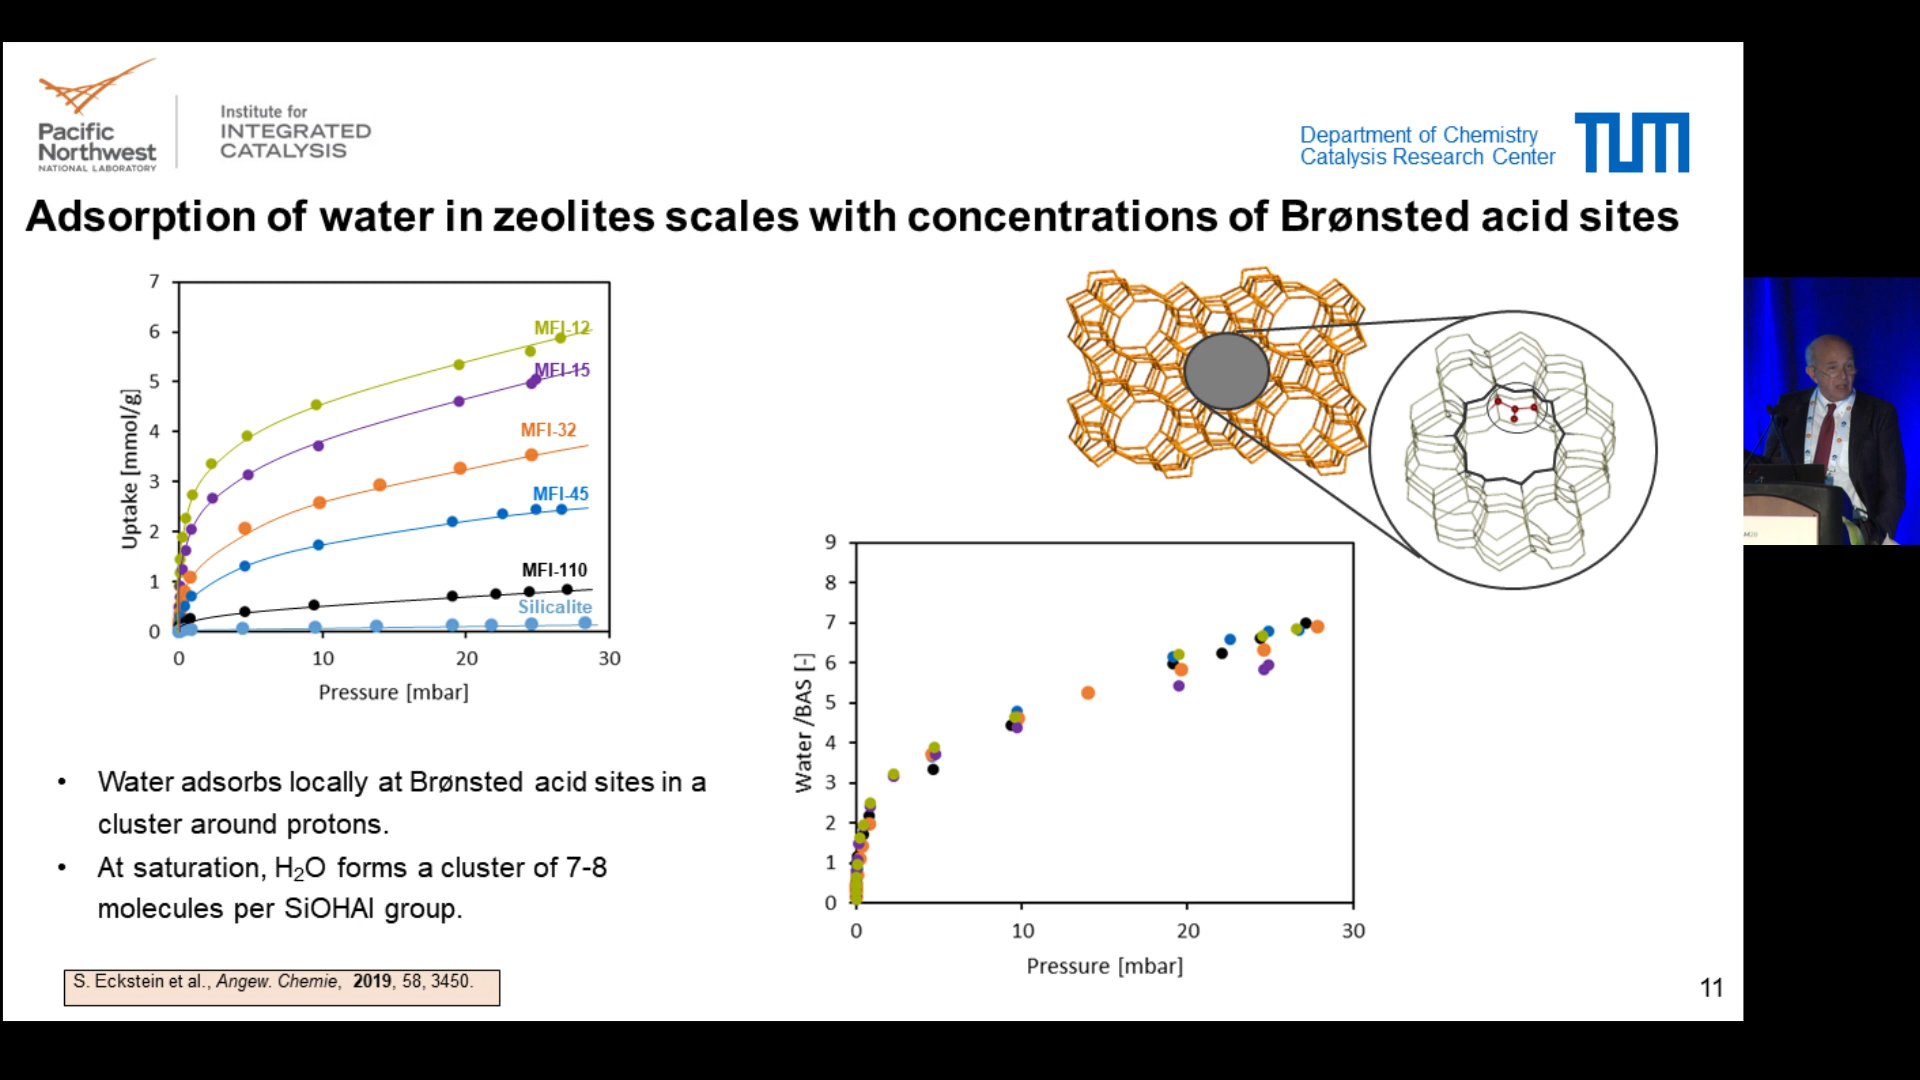 Pacific
Northwest
NATIONAL LABORATORY
Institute for
INTEGRATED
CATALYSIS
Department of Chemistry
Catalysis Research Center
TUM
Adsorption of water in zeolites scales with concentrations of Brønsted acid sites
7
6
5
4
3
2
1
0
Uptake [mmol/g]
MFI-12
MFI-15
MFI-32
MFI-45
MFI-110
Silicalite
0 10 20 30
Pressure [mbar]
9
8
7
6
5
4
3
2
1
0
Water /BAS [-]
0 10 20 30
Pressure [mbar]
• Water adsorbs locally at Brønsted acid sites in a
cluster around protons.
• At saturation, H₂O forms a cluster of 7-8
molecules per SiOHAl group.
S. Eckstein et al., Angew. Chemie, 2019, 58, 3450.
11